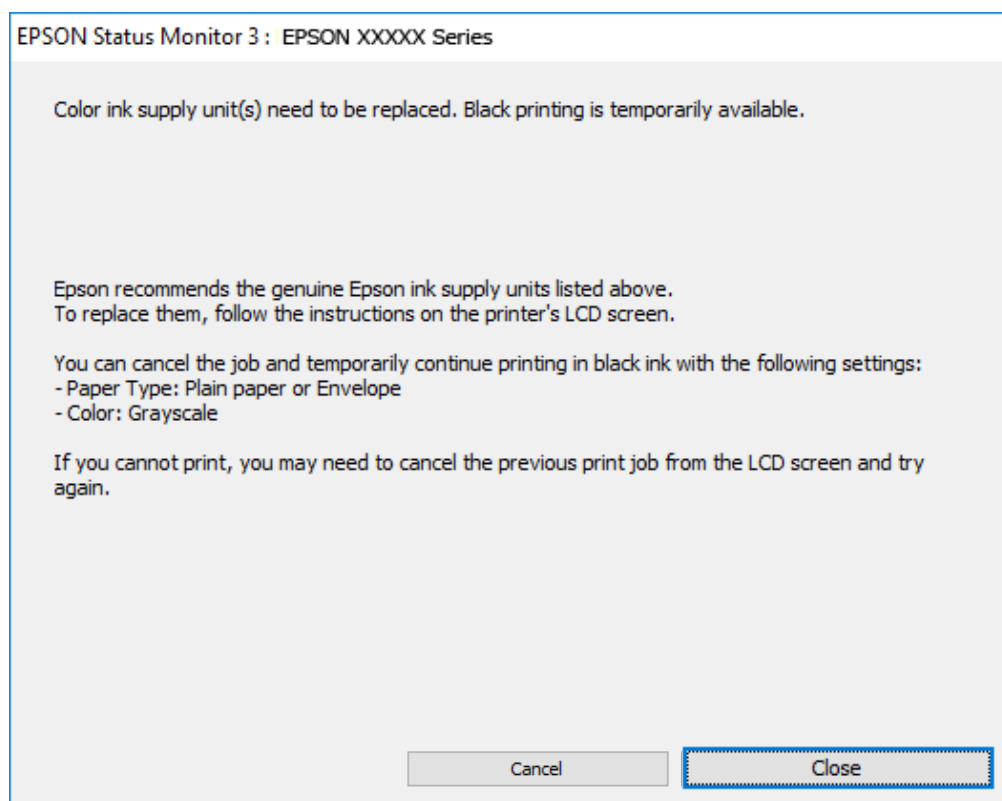 EPSON Status Monitor 3 : EPSON XXXXX Series
Color ink supply unit(s) need to be replaced. Black printing is temporarily available.
Epson recommends the genuine Epson ink supply units listed above.
To replace them, follow the instructions on the printer's LCD screen.
You can cancel the job and temporarily continue printing in black ink with the following settings:
- Paper Type: Plain paper or Envelope
- Color: Grayscale
If you cannot print, you may need to cancel the previous print job from the LCD screen and try
again.
Cancel Close